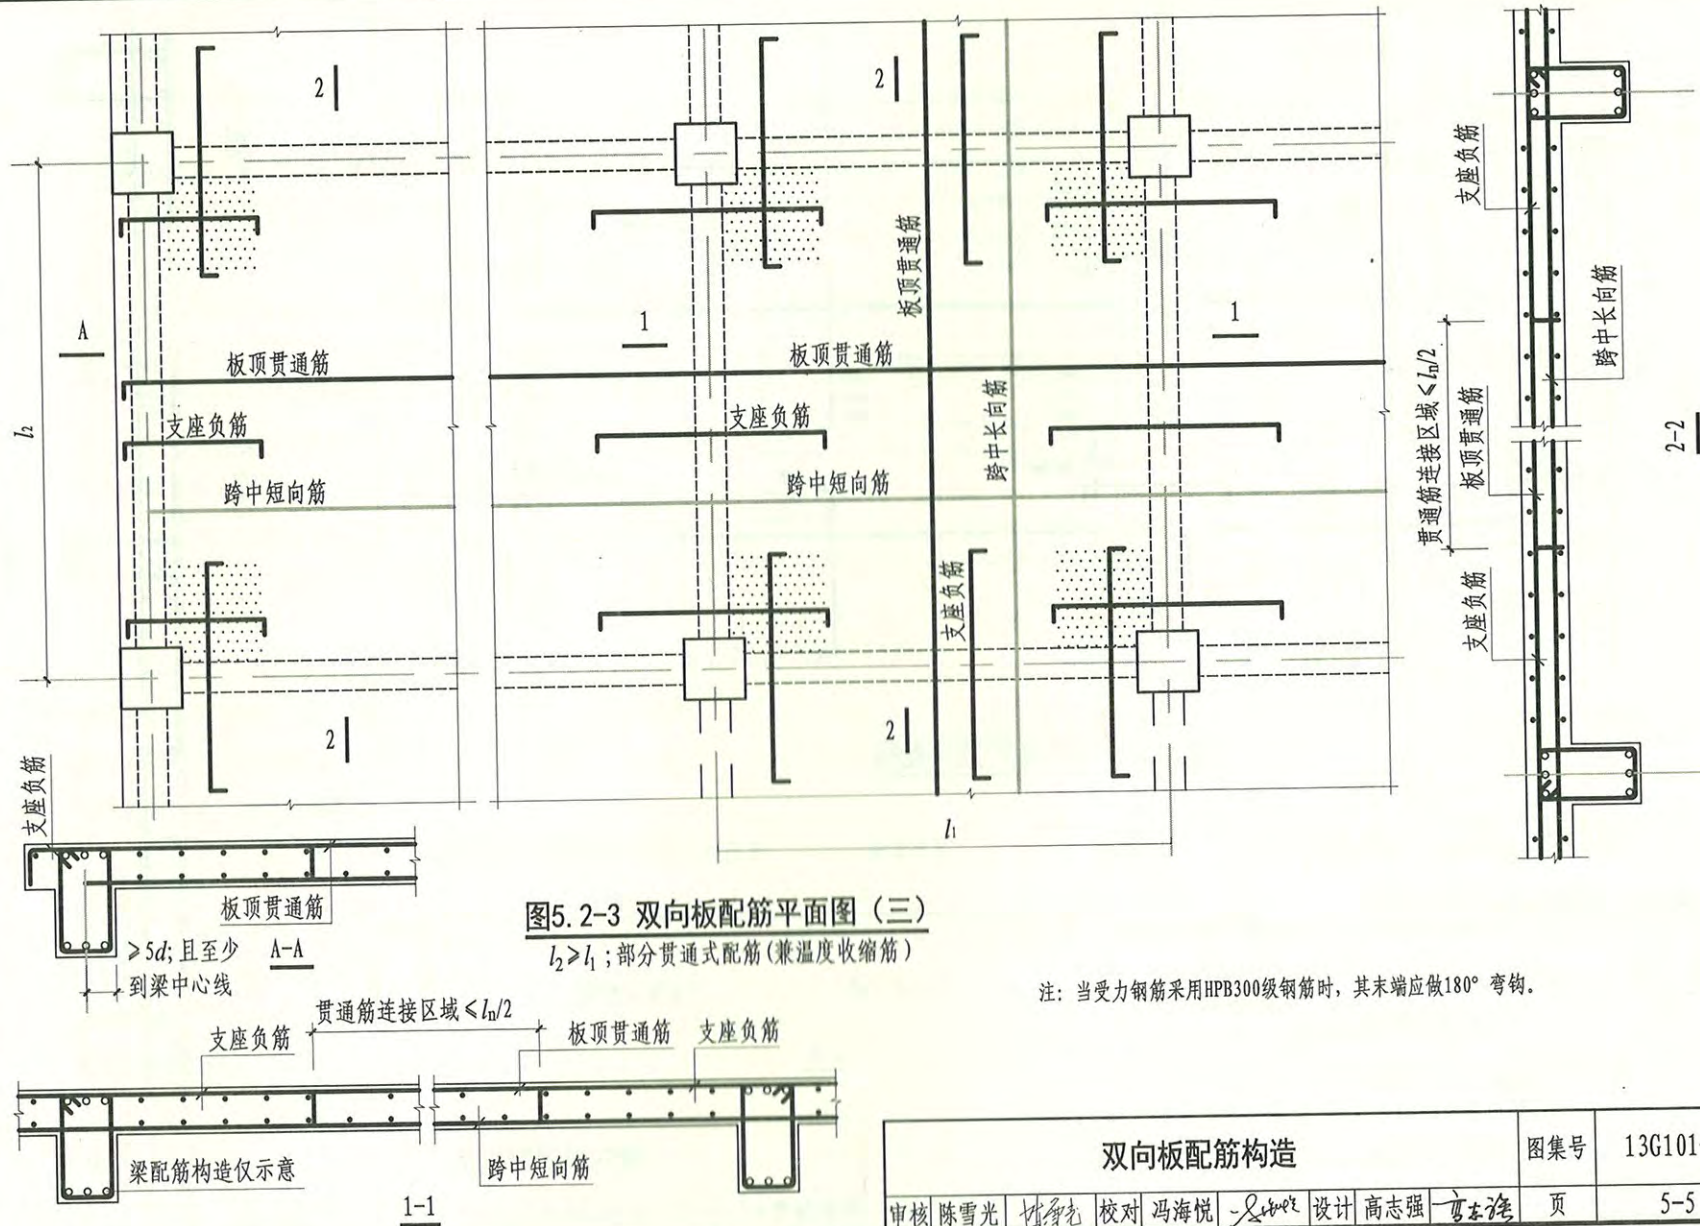 2
2
支座负筋
板顶贯通筋
A
1
1
跨中长向筋
板顶贯通筋
板顶贯通筋
贯通筋连接区域≤ln/2
l2
支座负筋
支座负筋
跨中长向筋
板顶贯通筋
2-2
跨中短向筋
跨中短向筋
支座负筋
支座负筋
2
2
支座负筋
l1
板顶贯通筋
≥5d; 且至少
到梁中心线
A-A
图5.2-3 双向板配筋平面图（三）
l2≥l1；部分贯通式配筋(兼温度收缩筋)
注：当受力钢筋采用HPB300级钢筋时，其末端应做180° 弯钩。
贯通筋连接区域≤ln/2
支座负筋
板顶贯通筋
支座负筋
梁配筋构造仅示意
跨中短向筋
1-1
双向板配筋构造
图集号
13G101-
审核 陈雪光 校对 冯海悦 设计 高志强 页 5-5